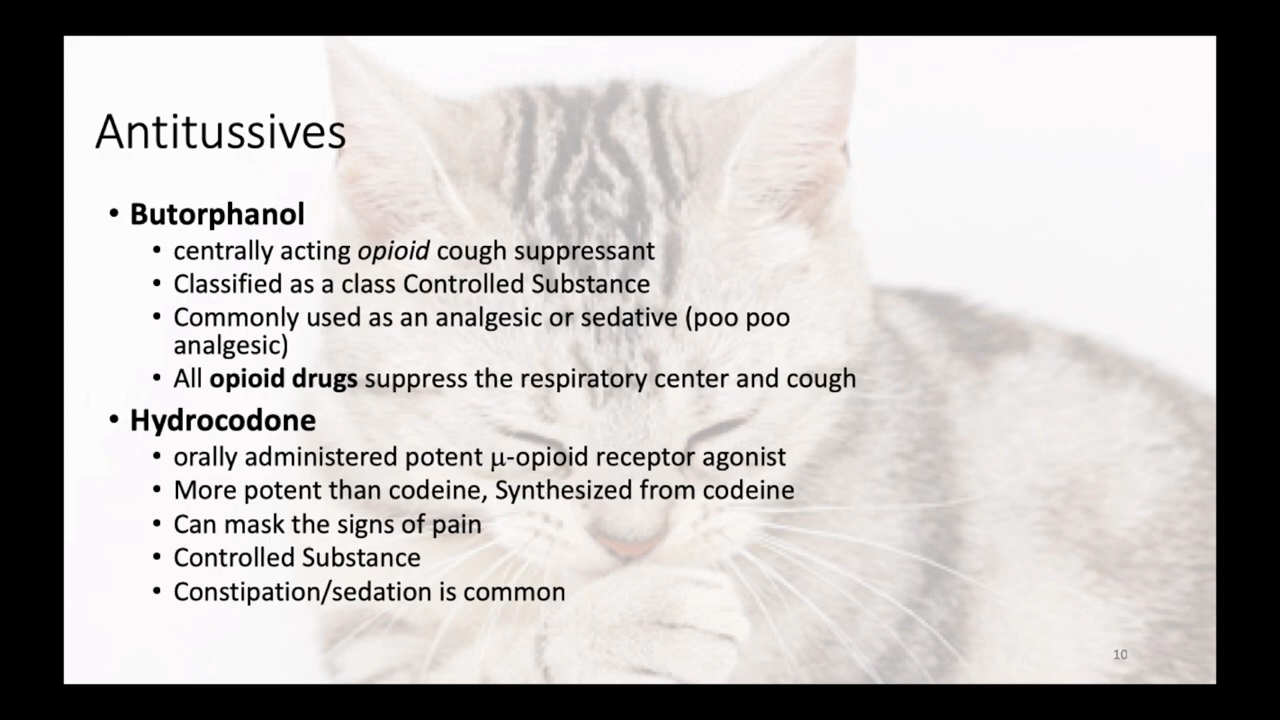 Antitussives
• Butorphanol
• centrally acting opioid cough suppressant
• Classified as a class Controlled Substance
• Commonly used as an analgesic or sedative (poo poo
analgesic)
• All opioid drugs suppress the respiratory center and cough
• Hydrocodone
• orally administered potent μ-opioid receptor agonist
• More potent than codeine, Synthesized from codeine
• Can mask the signs of pain
• Controlled Substance
• Constipation/sedation is common
10